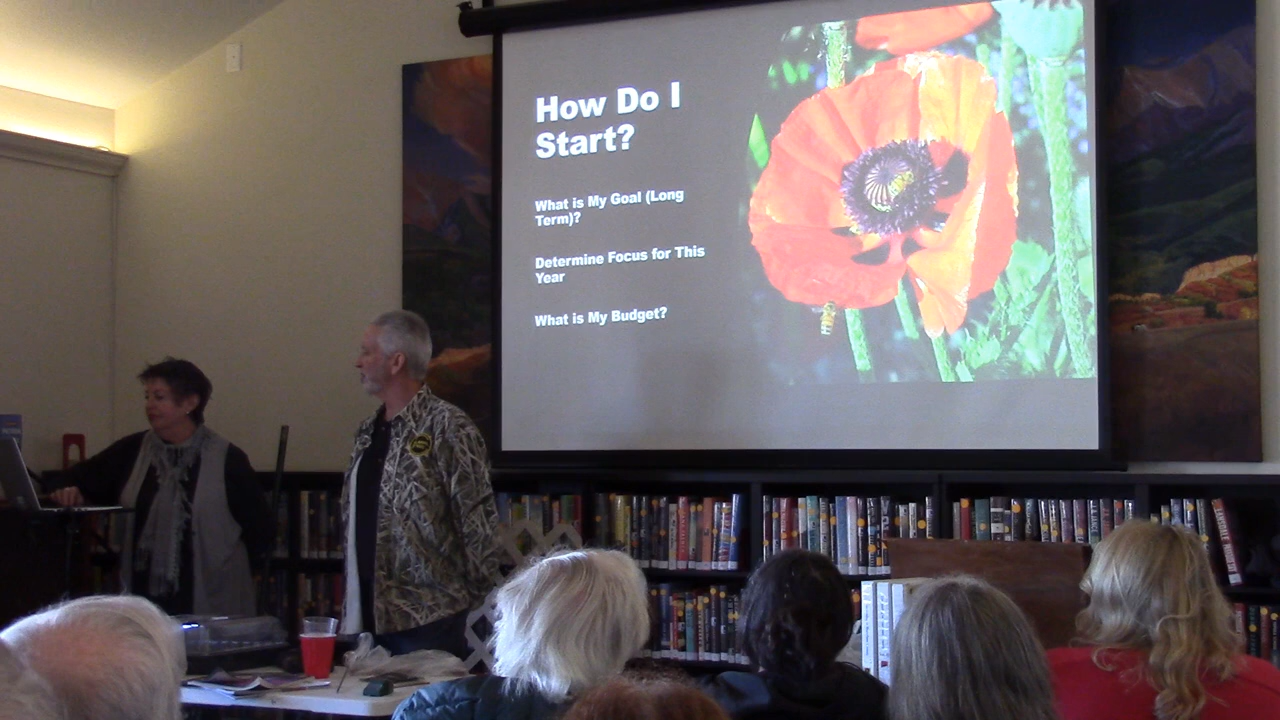 How Do I
Start?
What is My Goal (Long
Term)?
Determine Focus for This
Year
What is My Budget?